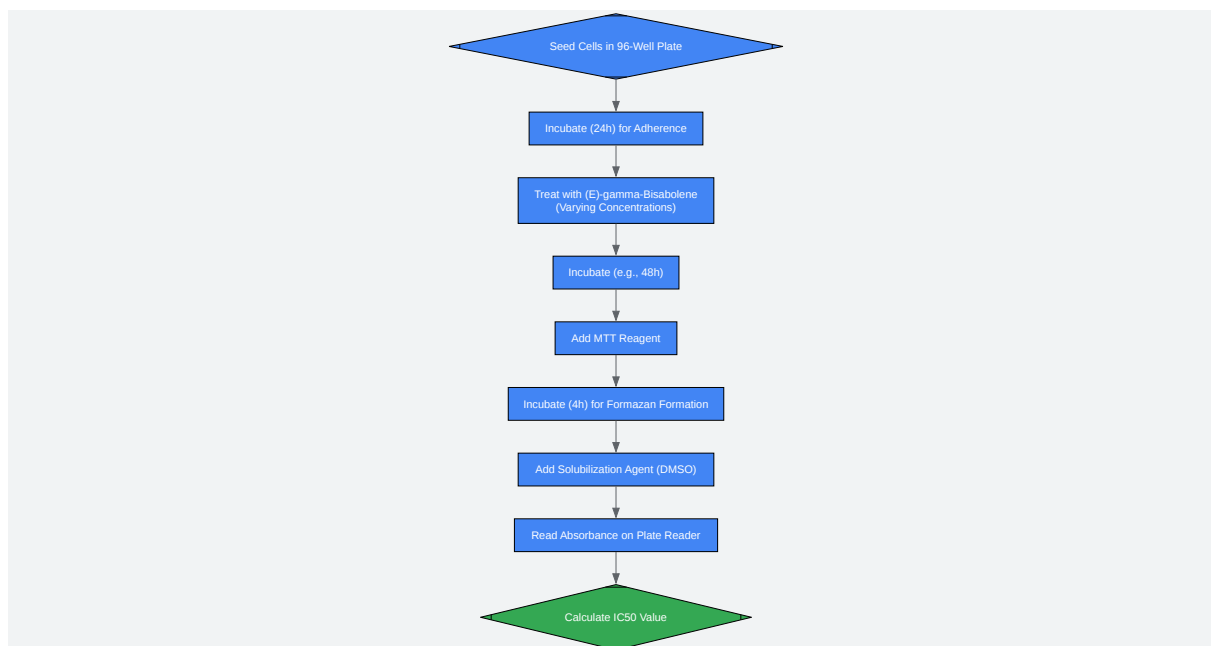 Seed Cells in 96-Well Plate
Incubate (24h) for Adherence
Treat with (E)-gamma-Bisabolene
(Varying Concentrations)
Incubate (e.g., 48h)
Add MTT Reagent
Incubate (4h) for Formazan Formation
Add Solubilization Agent (DMSO)
Read Absorbance on Plate Reader
Calculate IC50 Value